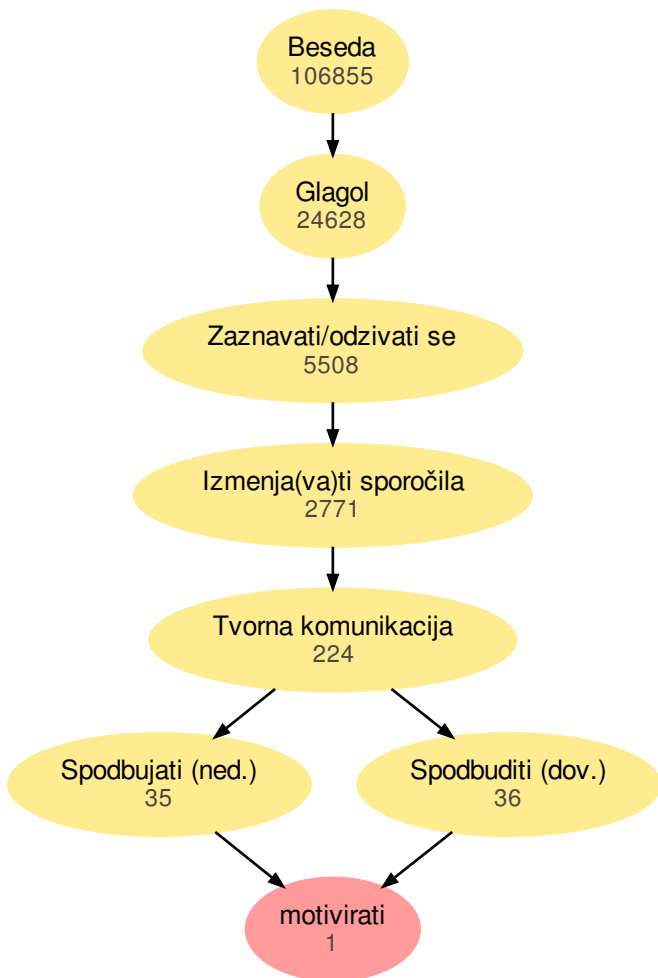 Beseda
106855
Glagol
24628
Zaznavati/odzivati se
5508
Izmenja(va)ti sporočila
2771
Tvorna komunikacija
224
Spodbujati (ned.)
35
Spodbuditi (dov.)
36
motivirati
1